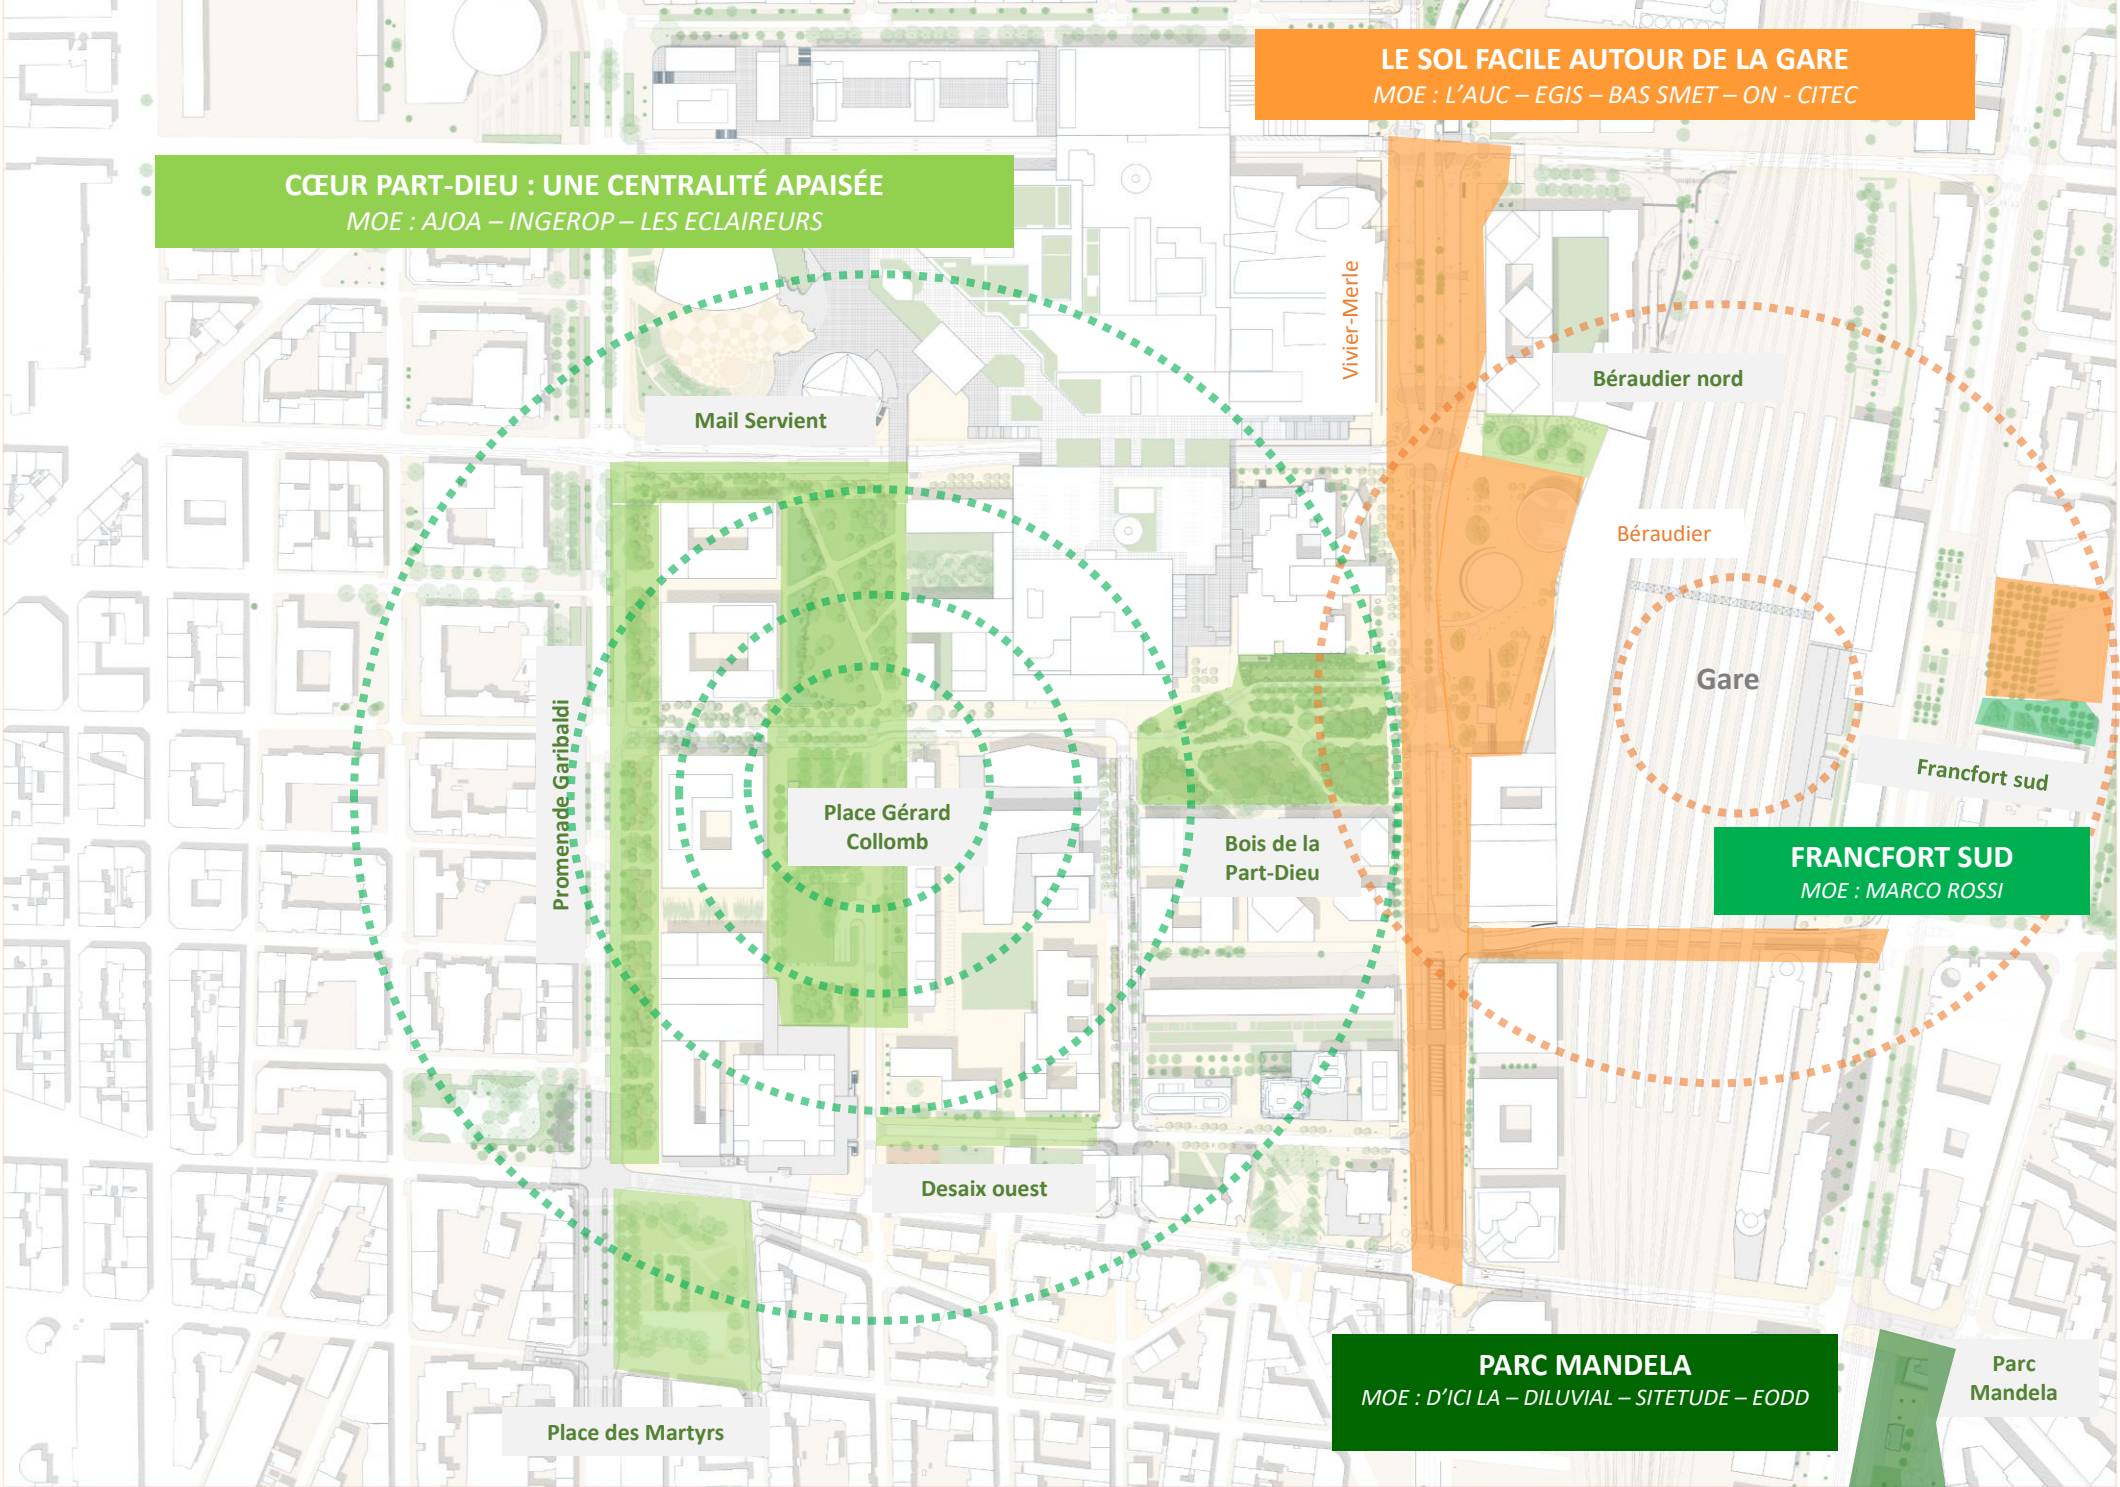 LE SOL FACILE AUTOUR DE LA GARE
MOE : L'AUC – EGIS – BAS SMET – ON - CITEC
CŒUR PART-DIEU : UNE CENTRALITÉ APAISÉE
MOE : AJOA – INGEROP – LES ECLAIREURS
Vivier-Merle
Béraudier nord
Mail Servient
Béraudier
Gare
Promenade Garibaldi
Francfort sud
Place Gérard
Collomb
Bois de la
Part-Dieu
FRANCFORT SUD
MOE : MARCO ROSSI
Desaix ouest
PARC MANDELA
MOE : D'ICI LA – DILUVIAL – SITETUDE – EODD
Parc
Mandela
Place des Martyrs